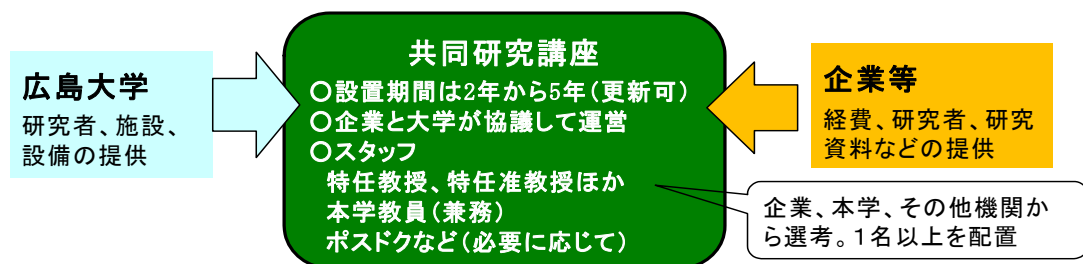 広島大学
研究者、施設、
設備の提供
共同研究講座
○設置期間は2年から5年(更新可)
○企業と大学が協議して運営
○スタッフ
特任教授、特任准教授ほか
本学教員(兼務)
ポスドクなど(必要に応じて)
企業等
経費、研究者、研究
資料などの提供
企業、本学、その他機関か
ら選考。1名以上を配置